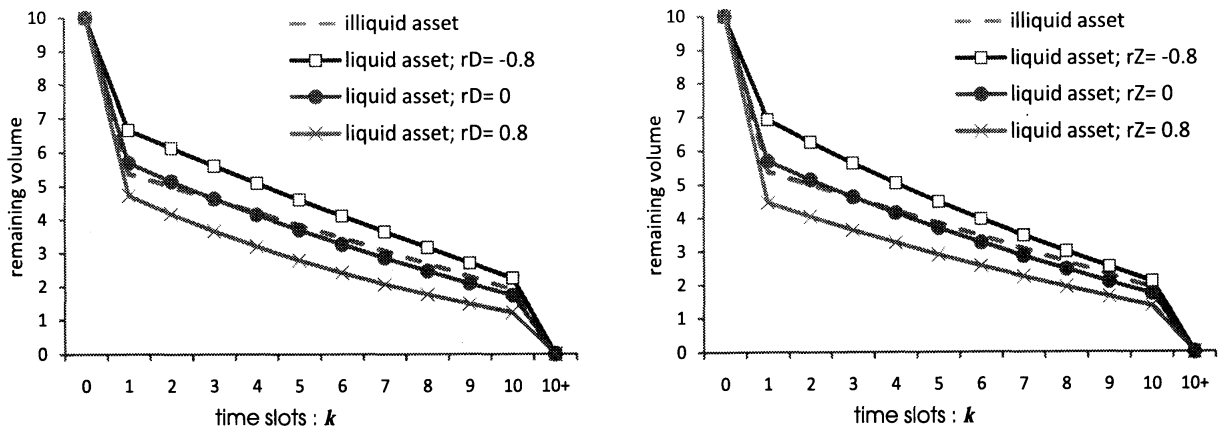 10
9
8
7
6
5
4
3
2
1
0
remaining volume
0 1 2 3 4 5 6 7 8 9 10 10+
time slots : k
illiquid asset
liquid asset; rD= -0.8
liquid asset; rD= 0
liquid asset; rD= 0.8
10
9
8
7
6
5
4
3
2
1
0
remaining volume
0 1 2 3 4 5 6 7 8 9 10 10+
time slots : k
illiquid asset
liquid asset; rZ= -0.8
liquid asset; rZ= 0
liquid asset; rZ= 0.8